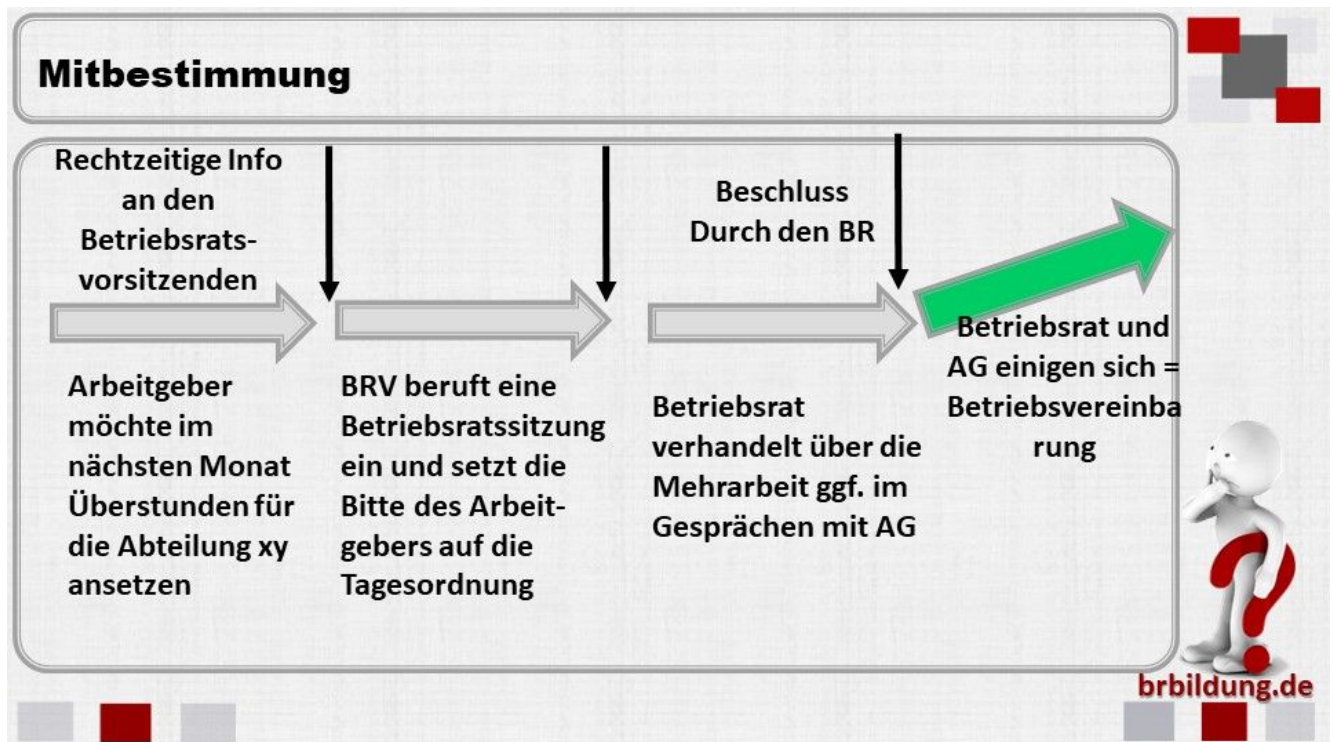 Mitbestimmung
Rechtzeitige Info
an den
Betriebsrats-
vorsitzenden
Arbeitgeber
möchte im
nächsten Monat
Überstunden für
die Abteilung xy
ansetzen
BRV beruft eine
Betriebsratssitzung
ein und setzt die
Bitte des Arbeit-
gebers auf die
Tagesordnung
Beschluss
Durch den BR
Betriebsrat
verhandelt über die
Mehrarbeit ggf. im
Gesprächen mit AG
Betriebsrat und
AG einigen sich =
Betriebsvereinba
rung
brbildung.de